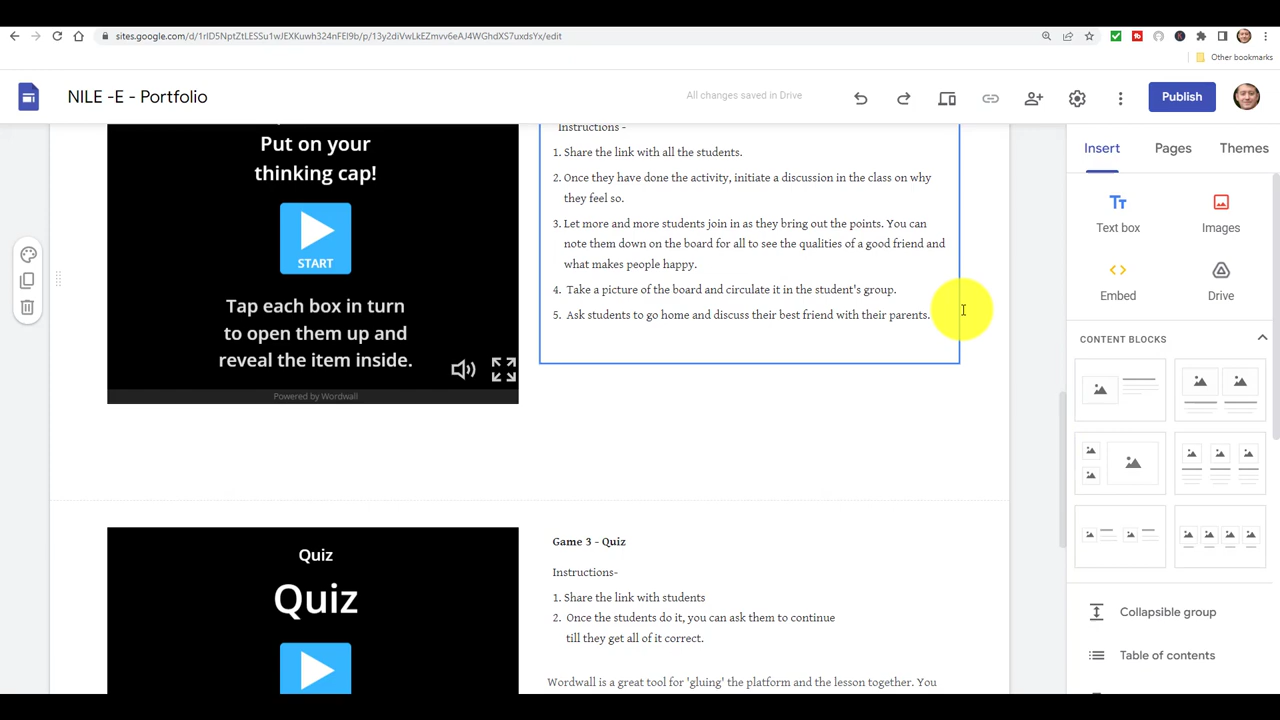 sites.google.com/d/1rlD5NptZtLESSu1wJEXKuwh324nFEI9b/p/13y2diVwLkEZmvv6eAJ4WGhdXS7uxdsYx/edit
Other bookmarks
NILE -E - Portfolio
All changes saved in Drive
Publish
Insert
Pages
Themes
Put on your
thinking cap!
START
Tap each box in turn
to open them up and
reveal the item inside.
Powered by Wordwall
Instructions -
1. Share the link with all the students.
2. Once they have done the activity, initiate a discussion in the class on why
they feel so.
3. Let more and more students join in as they bring out the points. You can
note them down on the board for all to see the qualities of a good friend and
what makes people happy.
4. Take a picture of the board and circulate it in the student's group.
5. Ask students to go home and discuss their best friend with their parents.
Quiz
Quiz
Game 3 - Quiz
Instructions-
1. Share the link with students
2. Once the students do it, you can ask them to continue
till they get all of it correct.
Wordwall is a great tool for 'gluing' the platform and the lesson together. You
Tt
Text box
Images
Embed
Drive
CONTENT BLOCKS
Collapsible group
Table of contents